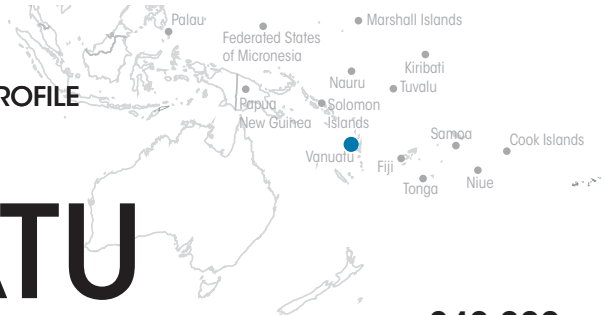 Palau
Marshall Islands
Federated States
of Micronesia
Kiribati
Nauru
Tuvalu
ROFILE
Papua
New Guinea
Solomon
Islands
Samoa
Cook Islands
Vanuatu
Fiji
Niue
Tonga
ATU